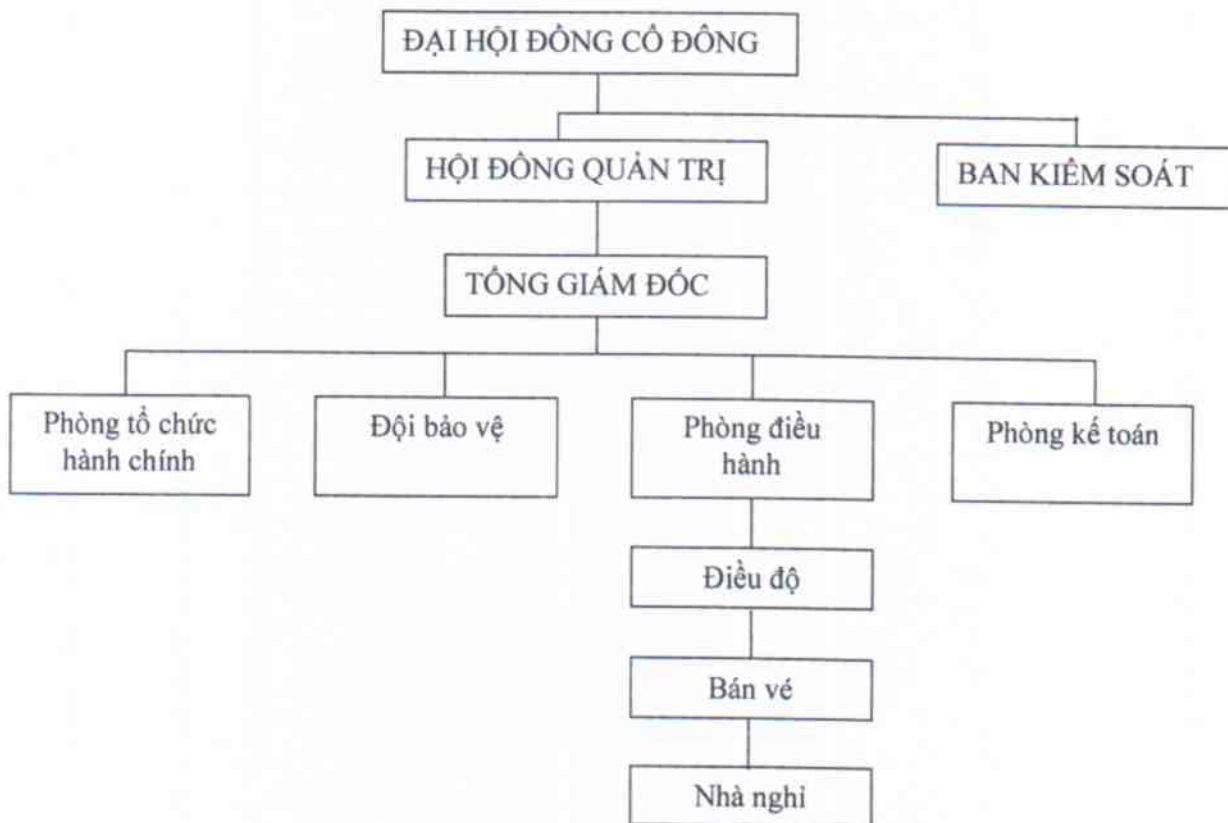 ĐẠI HỘI ĐỒNG CỔ ĐÔNG
HỘI ĐỒNG QUẢN TRỊ
BAN KIỂM SOÁT
TỔNG GIÁM ĐỐC
Phòng tổ chức
hành chính
Đội bảo vệ
Phòng điều
hành
Phòng kế toán
Điều độ
Bán vé
Nhà nghỉ